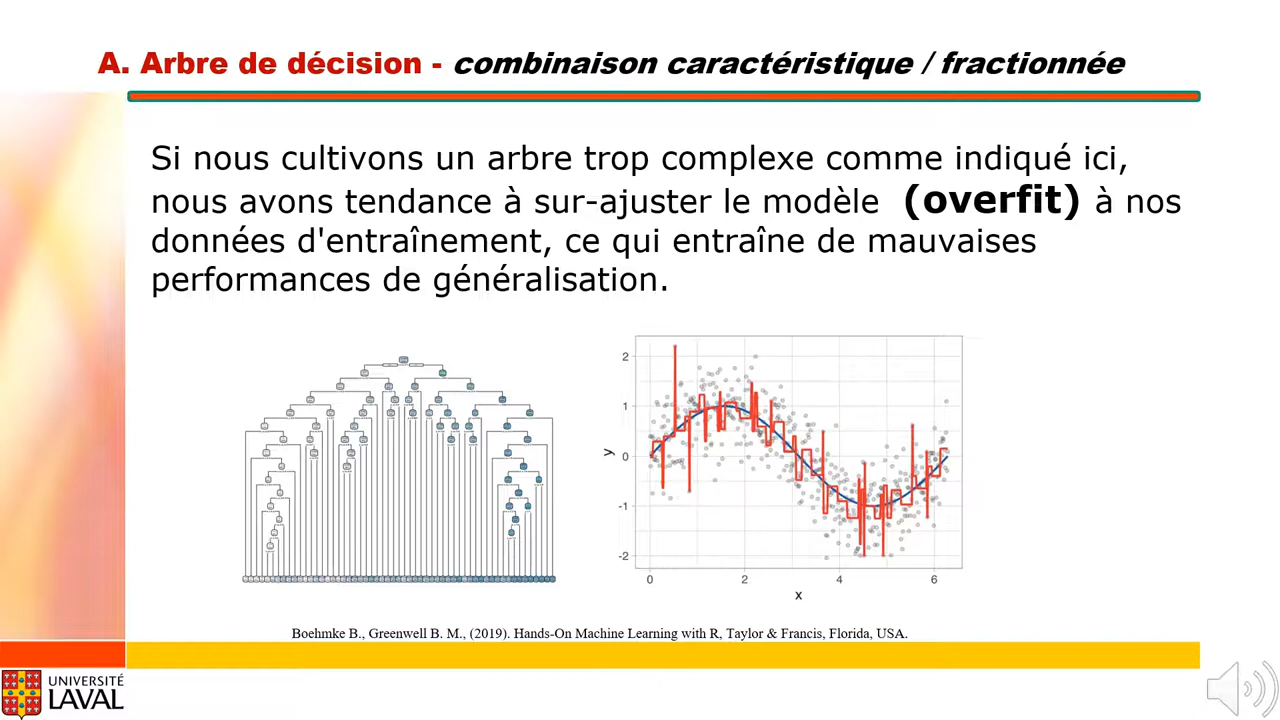 A. Arbre de décision - combinaison caractéristique / fractionnée
Si nous cultivons un arbre trop complexe comme indiqué ici,
nous avons tendance à sur-ajuster le modèle (overfit) à nos
données d'entraînement, ce qui entraîne de mauvaises
performances de généralisation.
2
1
0
-1
-2
y
0 2 4 6
x
Boehmke B., Greenwell B. M., (2019). Hands-On Machine Learning with R, Taylor & Francis, Florida, USA.
UNIVERSITÉ
LAVAL